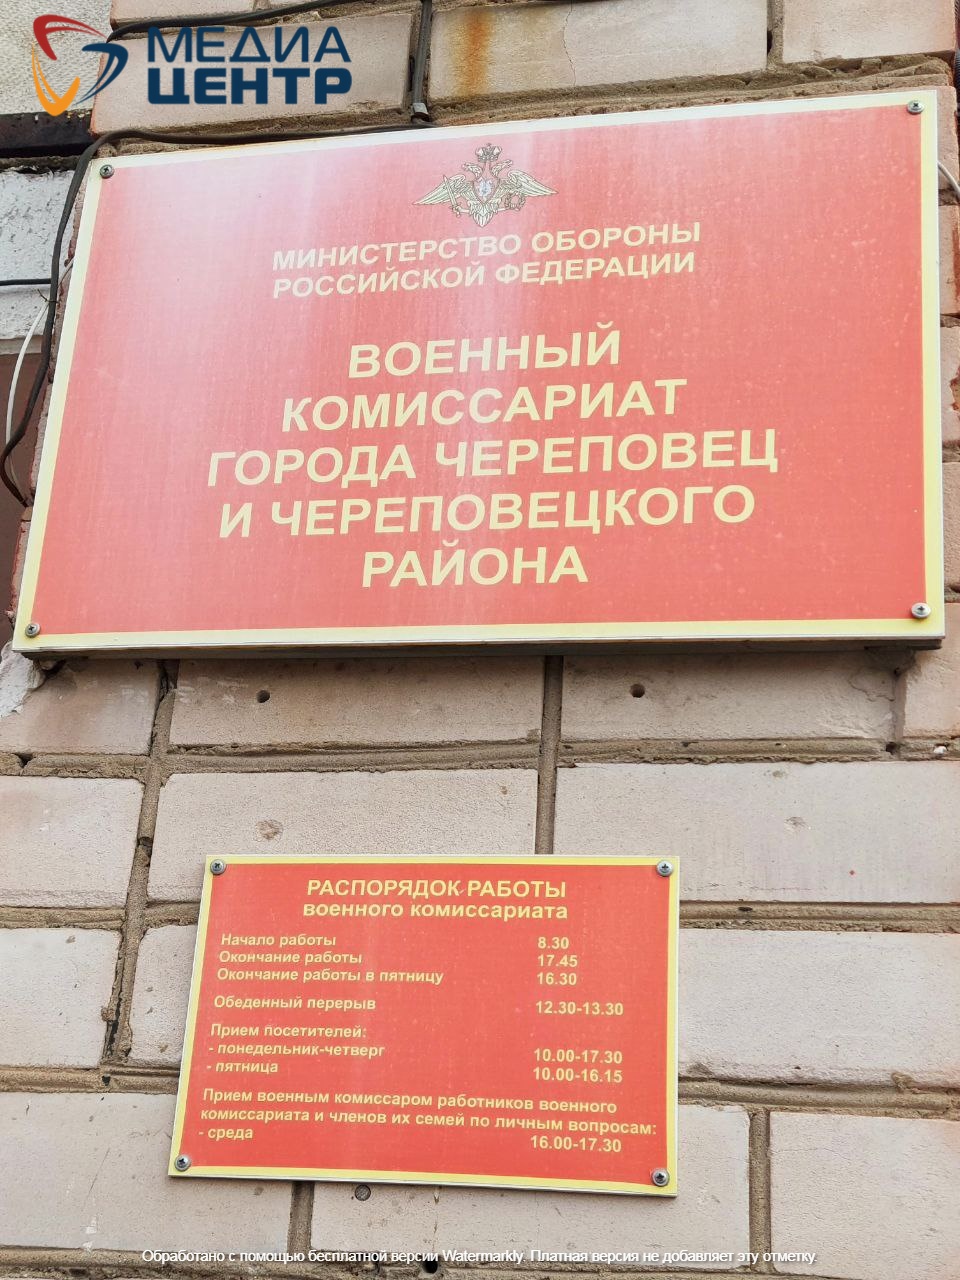 МЕДИА
ЦЕНТР
МИНИСТЕРСТВО ОБОРОНЫ
РОССИЙСКОЙ ФЕДЕРАЦИИ
ВОЕННЫЙ
КОМИССАРИАТ
ГОРОДА ЧЕРЕПОВЕЦ
И ЧЕРЕПОВЕЦКОГО
РАЙОНА
РАСПОРЯДОК РАБОТЫ
военного комиссариата
Начало работы 8.30
Окончание работы 17.45
Окончание работы в пятницу 16.30
Обеденный перерыв 12.30-13.30
Прием посетителей:
- понедельник-четверг 10.00-17.30
- пятница 10.00-16.15
Прием военным комиссаром работников военного
комиссариата и членов их семей по личным вопросам:
- среда 16.00-17.30
Обработано с помощью бесплатной версии Watermarkly. Платная версия не добавляет эту отметку.